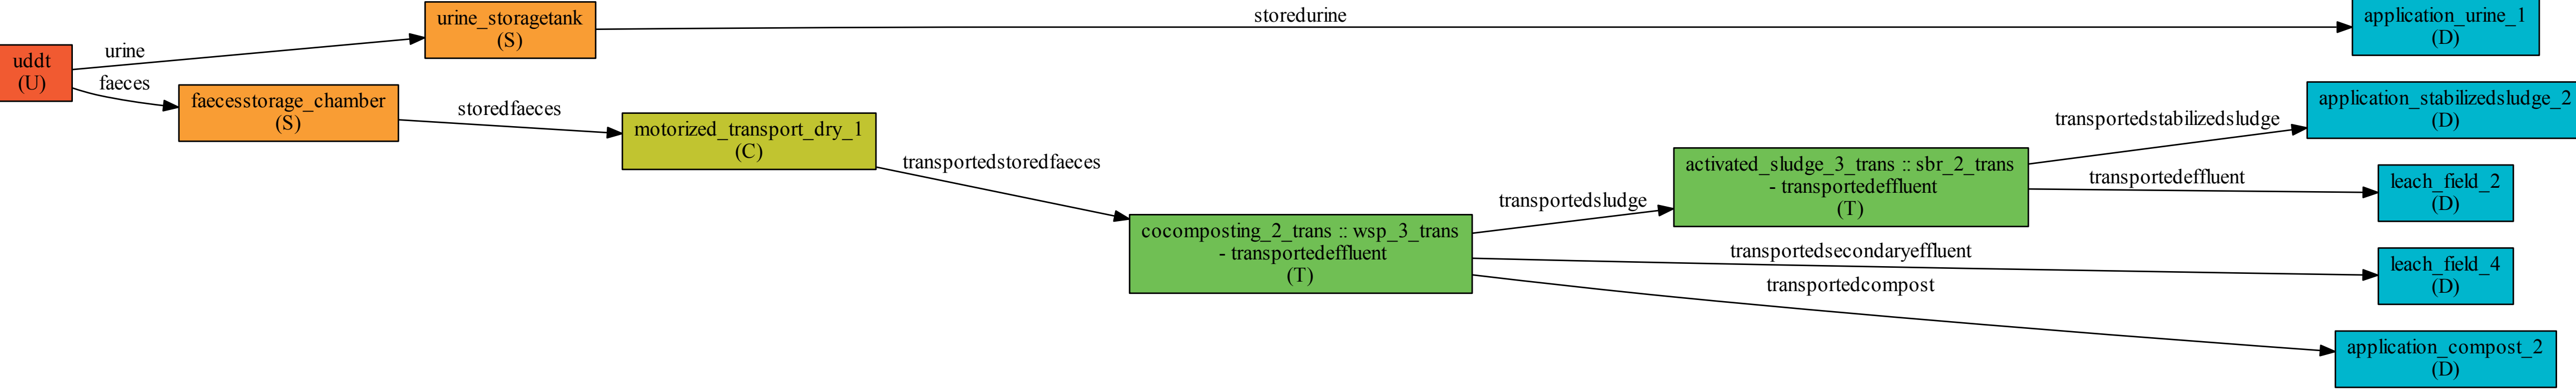 urine_storagetank
(S)
storedurine
application_urine_1
(D)
uddt
(U)
urine
faeces
faecesstorage_chamber
(S)
storedfaeces
motorized_transport_dry_1
(C)
transportedstoredfaeces
cocomposting_2_trans :: wsp_3_trans
- transportedeffluent
(T)
transportedsludge
activated_sludge_3_trans :: sbr_2_trans
- transportedeffluent
(T)
transportedstabilizedsludge
application_stabilizedsludge_2
(D)
transportedeffluent
leach_field_2
(D)
transportedsecondaryeffluent
leach_field_4
(D)
transportedcompost
application_compost_2
(D)